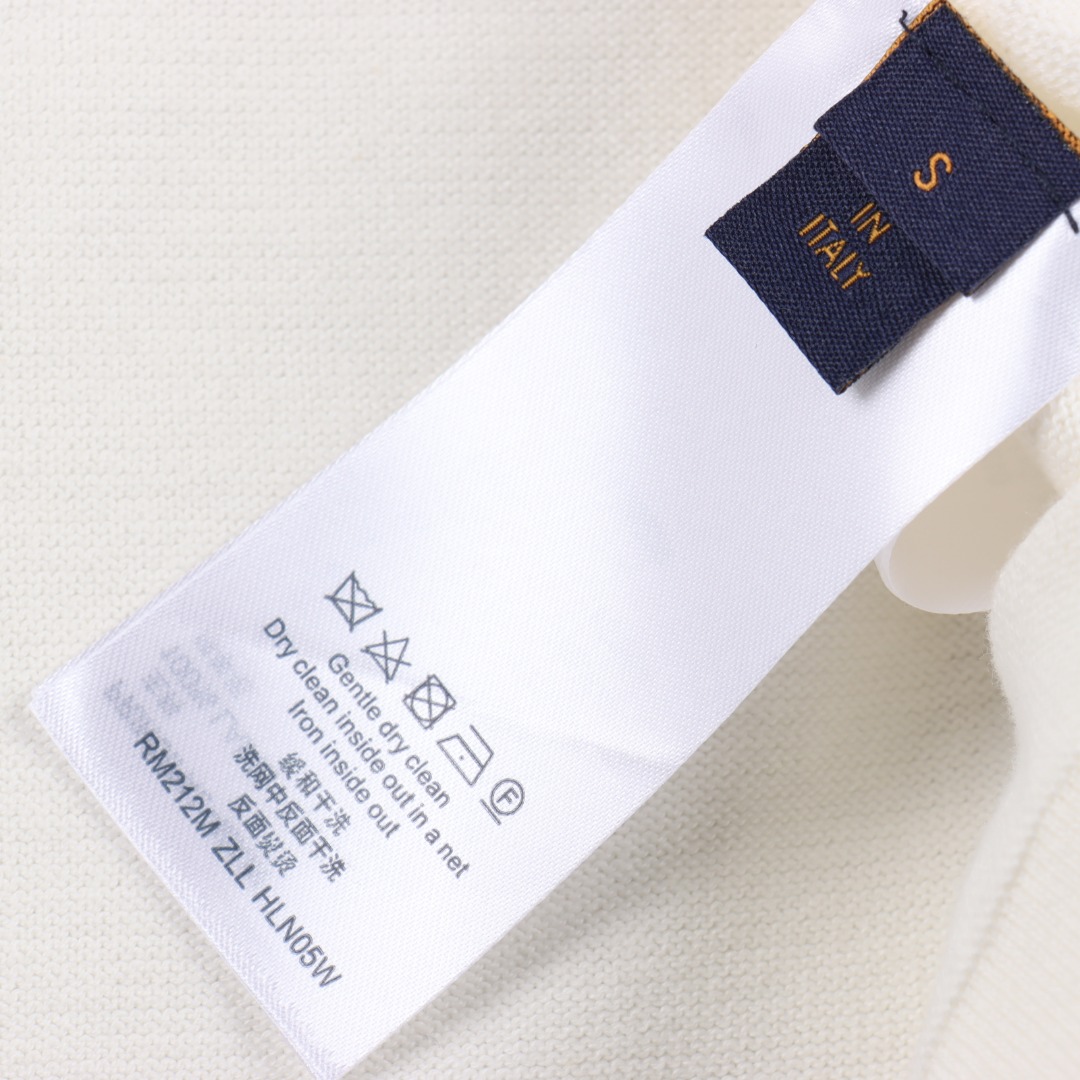 S
IN
ITALY
F
Gentle dry clean
Dry clean inside out in a net
Iron inside out
缓和干洗
洗网中反面干洗
反面熨烫
RM212M ZLL HLN05W